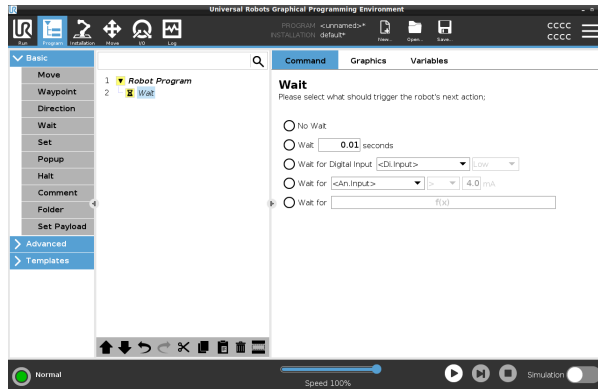 Universal Robots Graphical Programming Environment
UR
Run
Program
Installation
Move
I/O
Log
PROGRAM <unnamed>*
INSTALLATION default*
New...
Open...
Save...
CCCC
CCCC
Basic
Move
Waypoint
Direction
Wait
Set
Popup
Halt
Comment
Folder
Set Payload
Advanced
Templates
1 Robot Program
2 Wait
Command Graphics Variables
Wait
Please select what should trigger the robot's next action;
No Wait
Wait 0.01 seconds
Wait for Digital Input <Di.Input> Low
Wait for <An.Input> > 4.0 mA
Wait for f(x)
Normal
Speed 100%
Simulation